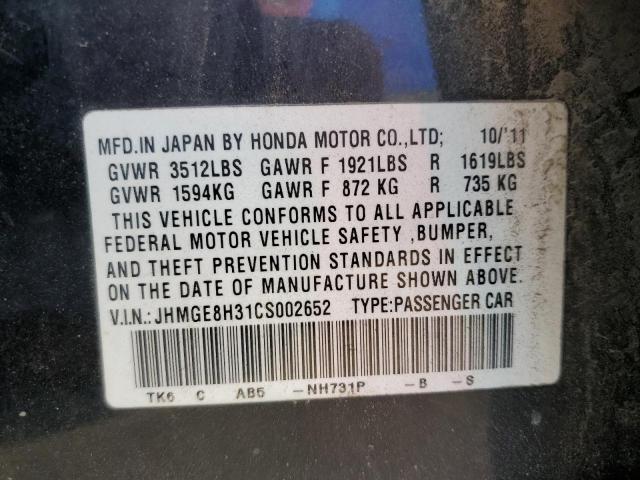 MFD.IN JAPAN BY HONDA MOTOR CO.,LTD; 10/'11
GVWR 3512LBS GAWR F 1921LBS R 1619LBS
GVWR 1594KG GAWR F 872 KG R 735 KG
THIS VEHICLE CONFORMS TO ALL APPLICABLE
FEDERAL MOTOR VEHICLE SAFETY ,BUMPER,
AND THEFT PREVENTION STANDARDS IN EFFECT
ON THE DATE OF MANUFACTURE SHOWN ABOVE.
V.I.N.:JHMGE8H31CS002652 TYPE:PASSENGER CAR
TK6 C AB5 -NH731P -B -S